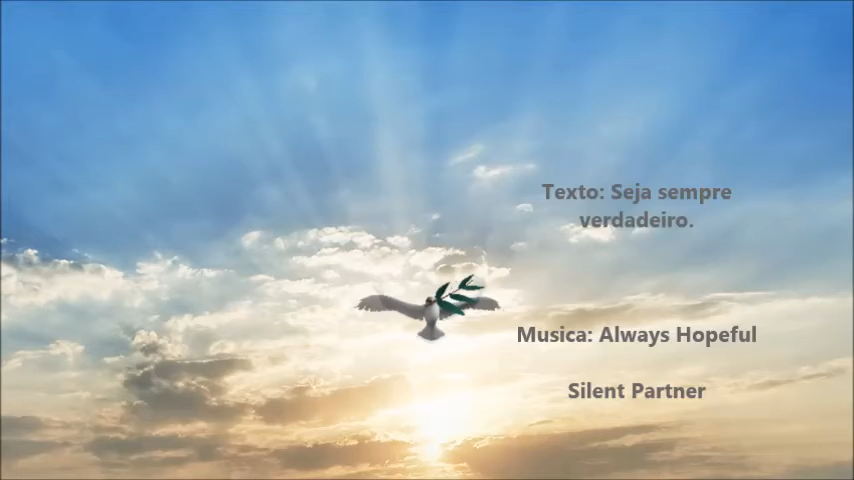 Texto: Seja sempre
verdadeiro.
Musica: Always Hopeful
Silent Partner